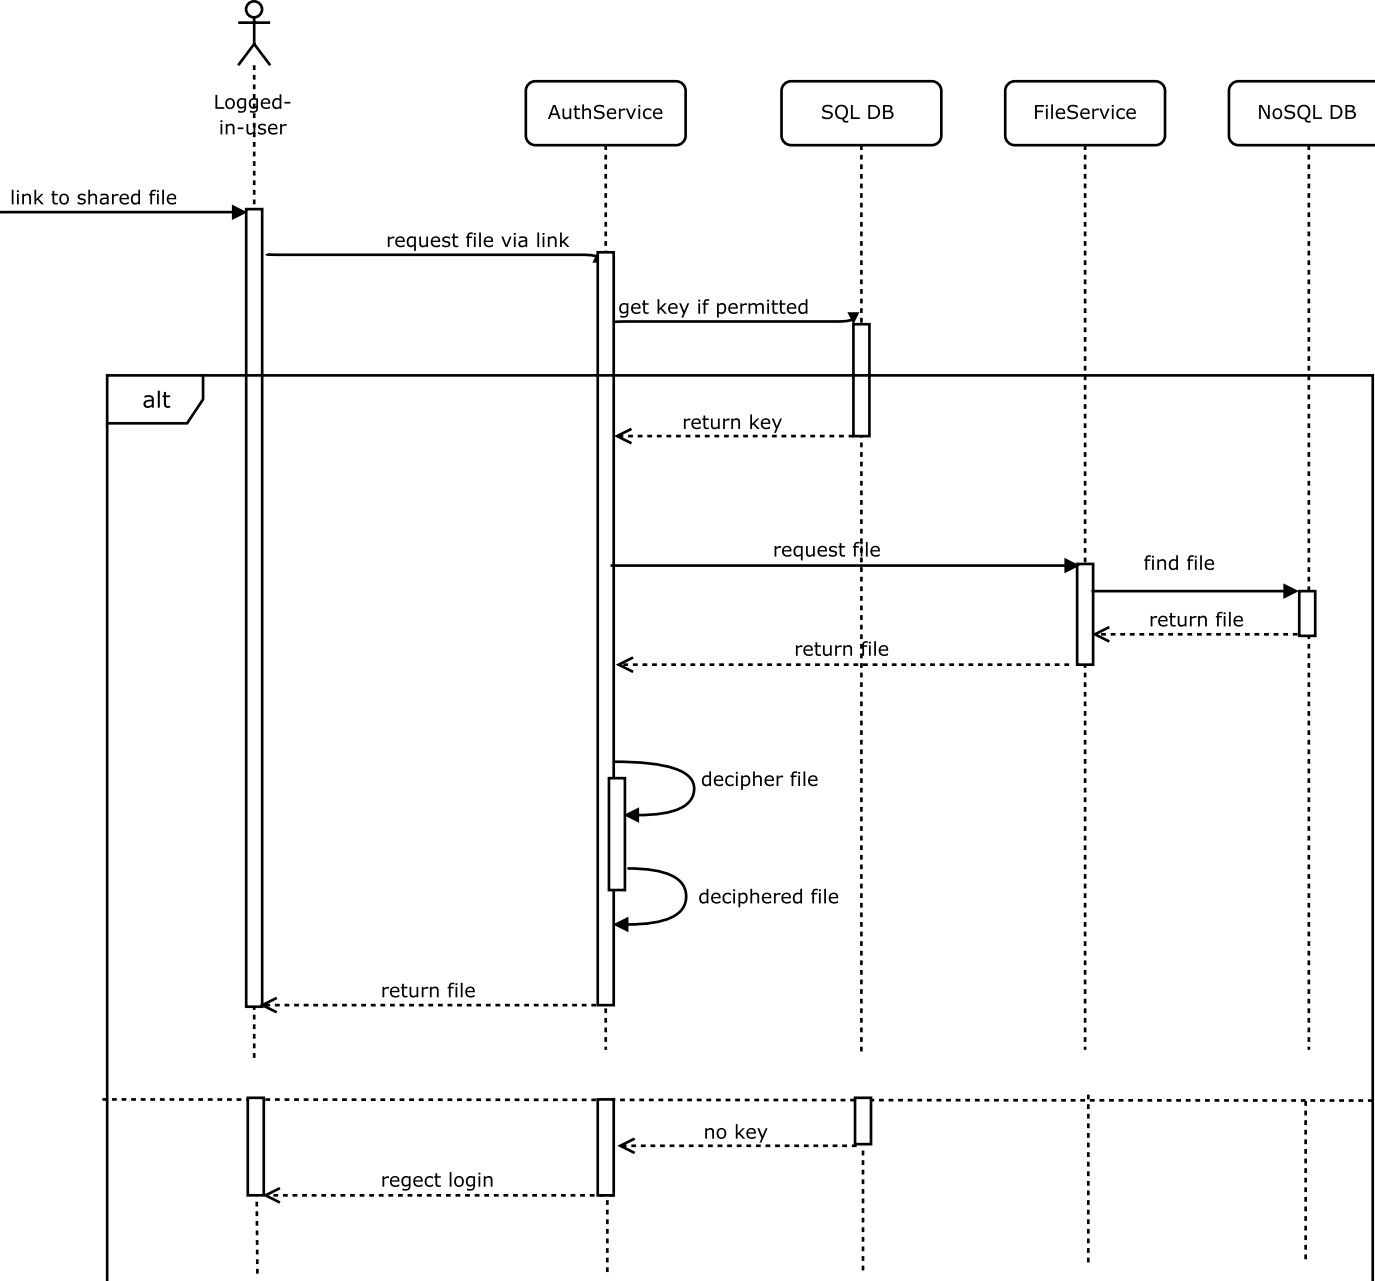 Logged-
in-user
AuthService
SQL DB
FileService
NoSQL DB
link to shared file
request file via link
get key if permitted
alt
return key
request file
find file
return file
return file
decipher file
deciphered file
return file
no key
regect login